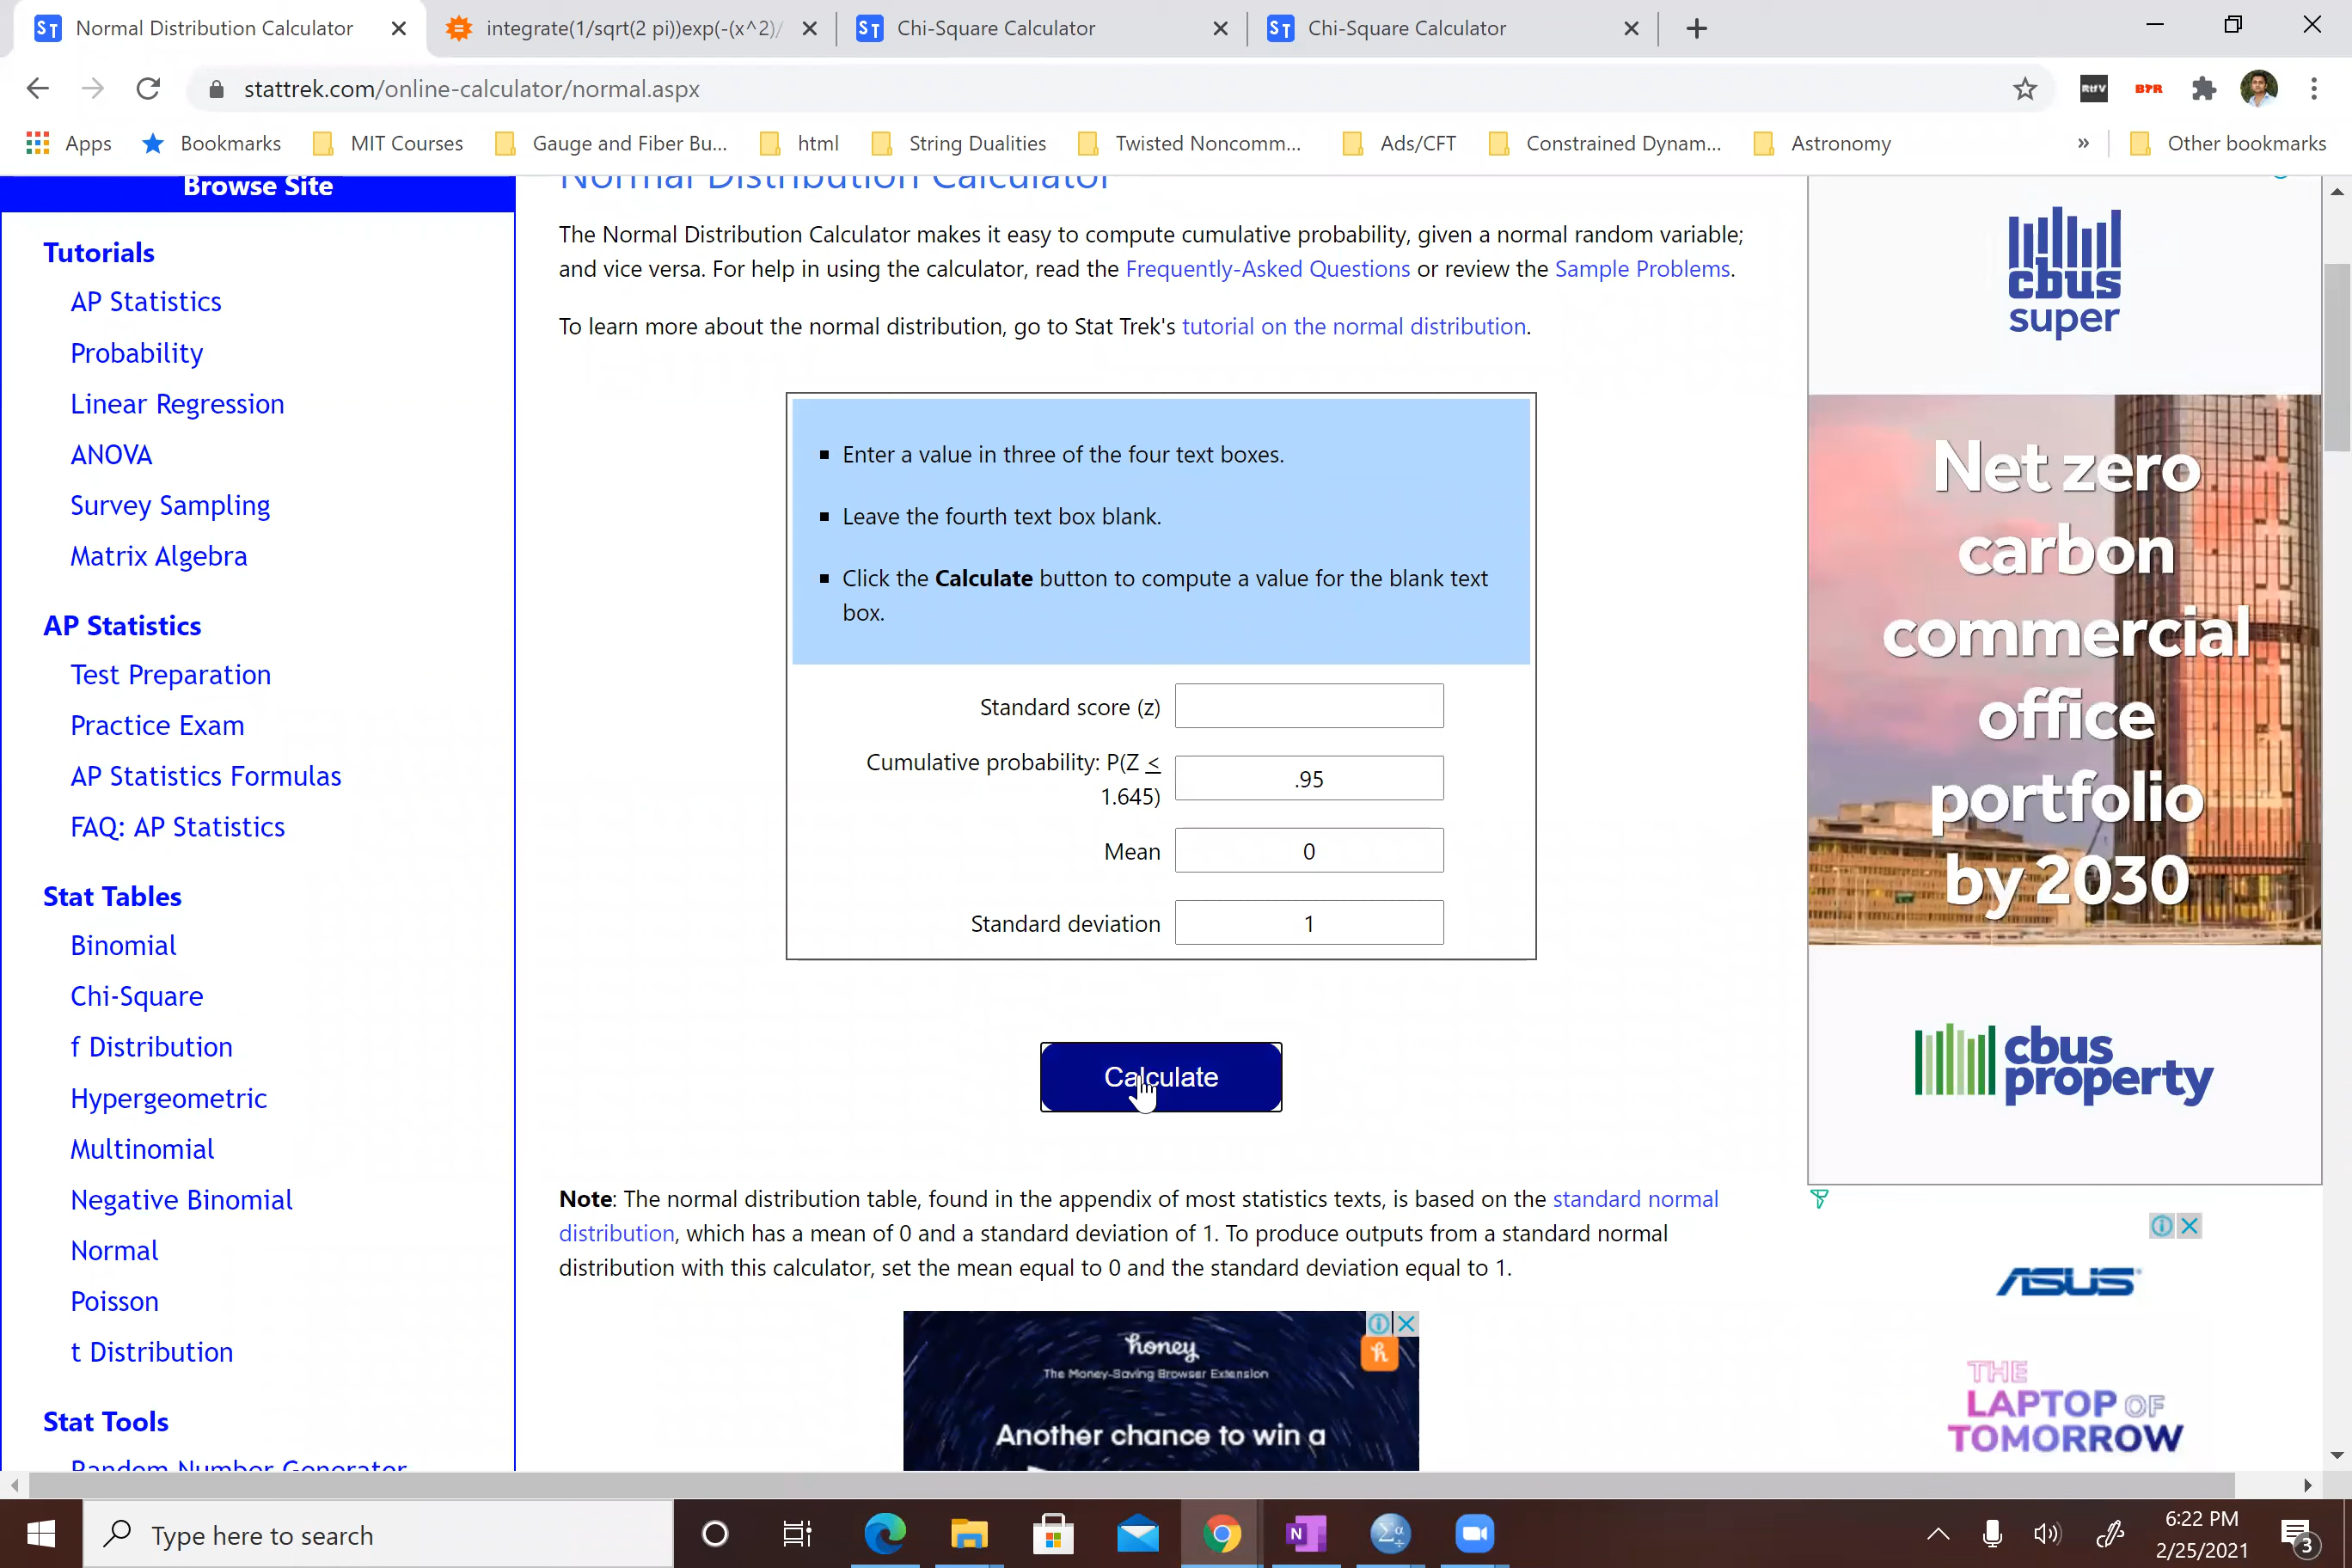 Normal Distribution Calculator
integrate(1/sqrt(2 pi))exp(-(x^2)/
Chi-Square Calculator
Chi-Square Calculator
stattrek.com/online-calculator/normal.aspx
RtfV
B?R
Apps
Bookmarks
MIT Courses
Gauge and Fiber Bu...
html
String Dualities
Twisted Noncomm...
Ads/CFT
Constrained Dynam...
Astronomy
»
Other bookmarks
Browse Site
Tutorials
AP Statistics
Probability
Linear Regression
ANOVA
Survey Sampling
Matrix Algebra
AP Statistics
Test Preparation
Practice Exam
AP Statistics Formulas
FAQ: AP Statistics
Stat Tables
Binomial
Chi-Square
f Distribution
Hypergeometric
Multinomial
Negative Binomial
Normal
Poisson
t Distribution
Stat Tools
Random Number Generator
Normal Distribution Calculator
The Normal Distribution Calculator makes it easy to compute cumulative probability, given a normal random variable;
and vice versa. For help in using the calculator, read the Frequently-Asked Questions or review the Sample Problems.
To learn more about the normal distribution, go to Stat Trek's tutorial on the normal distribution.
▪ Enter a value in three of the four text boxes.
▪ Leave the fourth text box blank.
▪ Click the Calculate button to compute a value for the blank text
box.
Standard score (z)
Cumulative probability: P(Z ≤
1.645)
.95
Mean
0
Standard deviation
1
Calculate
Note: The normal distribution table, found in the appendix of most statistics texts, is based on the standard normal
distribution, which has a mean of 0 and a standard deviation of 1. To produce outputs from a standard normal
distribution with this calculator, set the mean equal to 0 and the standard deviation equal to 1.
honey
The Money-Saving Browser Extension
h
Another chance to win a
cbus
super
Net zero
carbon
commercial
office
portfolio
by 2030
cbus
property
ASUS
THE
LAPTOP OF
TOMORROW
Type here to search
6:22 PM
2/25/2021
3